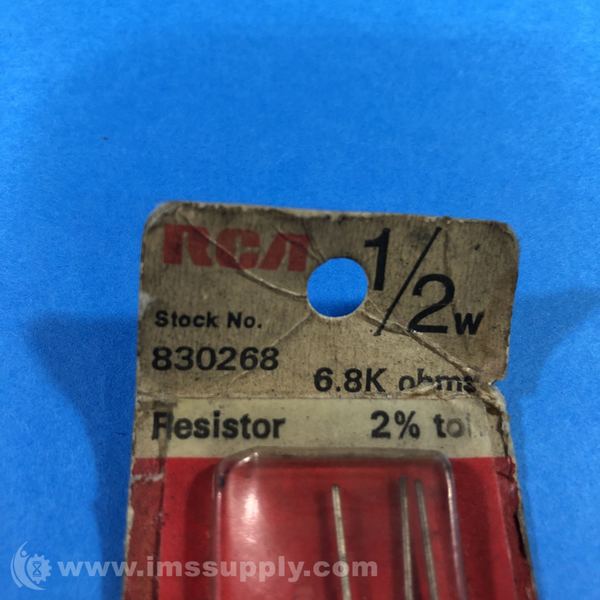 RCA
1/2w
Stock No.
830268
6.8K ohms
Resistor 2% tol.
www.imssupply.com